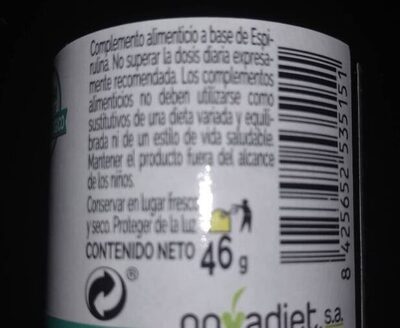 Complemento alimenticio a base de Espi-
rulina. No superar la dosis diaria expresa-
mente recomendada. Los complementos
alimenticios no deben utilizarse como
sustitutivos de una dieta variada y equili-
brada ni de un estilo de vida saludable.
Mantener el producto fuera del alcance
de los niños.
Conservar en lugar fresco
y seco. Proteger de la luz.
CONTENIDO NETO 46 g
novadiet, s.a.
8 425652 535151